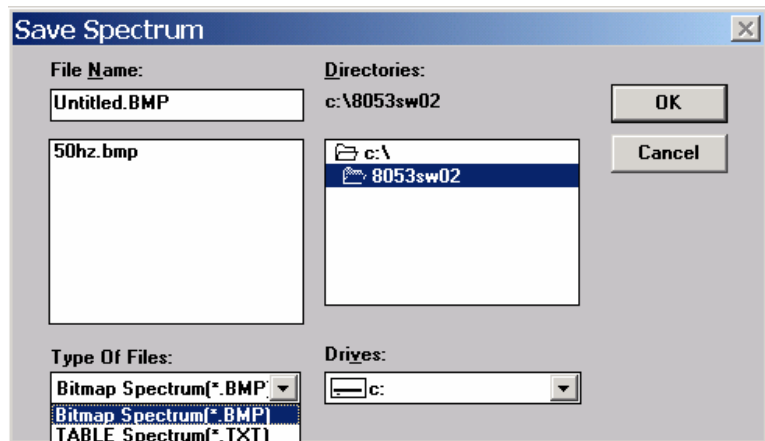 Save Spectrum
File Name:
Untitled.BMP
50hz.bmp
Directories:
c:\8053sw02
c:\
8053sw02
OK
Cancel
Type Of Files:
Bitmap Spectrum(*.BMP
Bitmap Spectrum(*.BMP)
TABLE Spectrum(*.TXT)
Drives:
c: